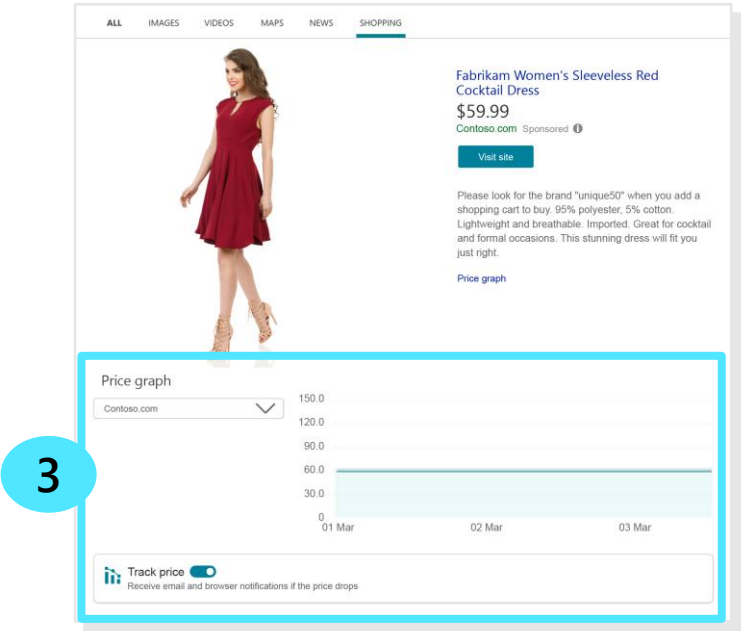 ALL IMAGES VIDEOS MAPS NEWS SHOPPING
Fabrikam Women's Sleeveless Red
Cocktail Dress
$59.99
Contoso.com Sponsored
Visit site
Please look for the brand "unique50" when you add a
shopping cart to buy. 95% polyester, 5% cotton.
Lightweight and breathable. Imported. Great for cocktail
and formal occasions. This stunning dress will fit you
just right.
Price graph
Price graph
Contoso.com
150.0
120.0
90.0
60.0
30.0
0
01 Mar 02 Mar 03 Mar
3
Track price
Receive email and browser notifications if the price drops